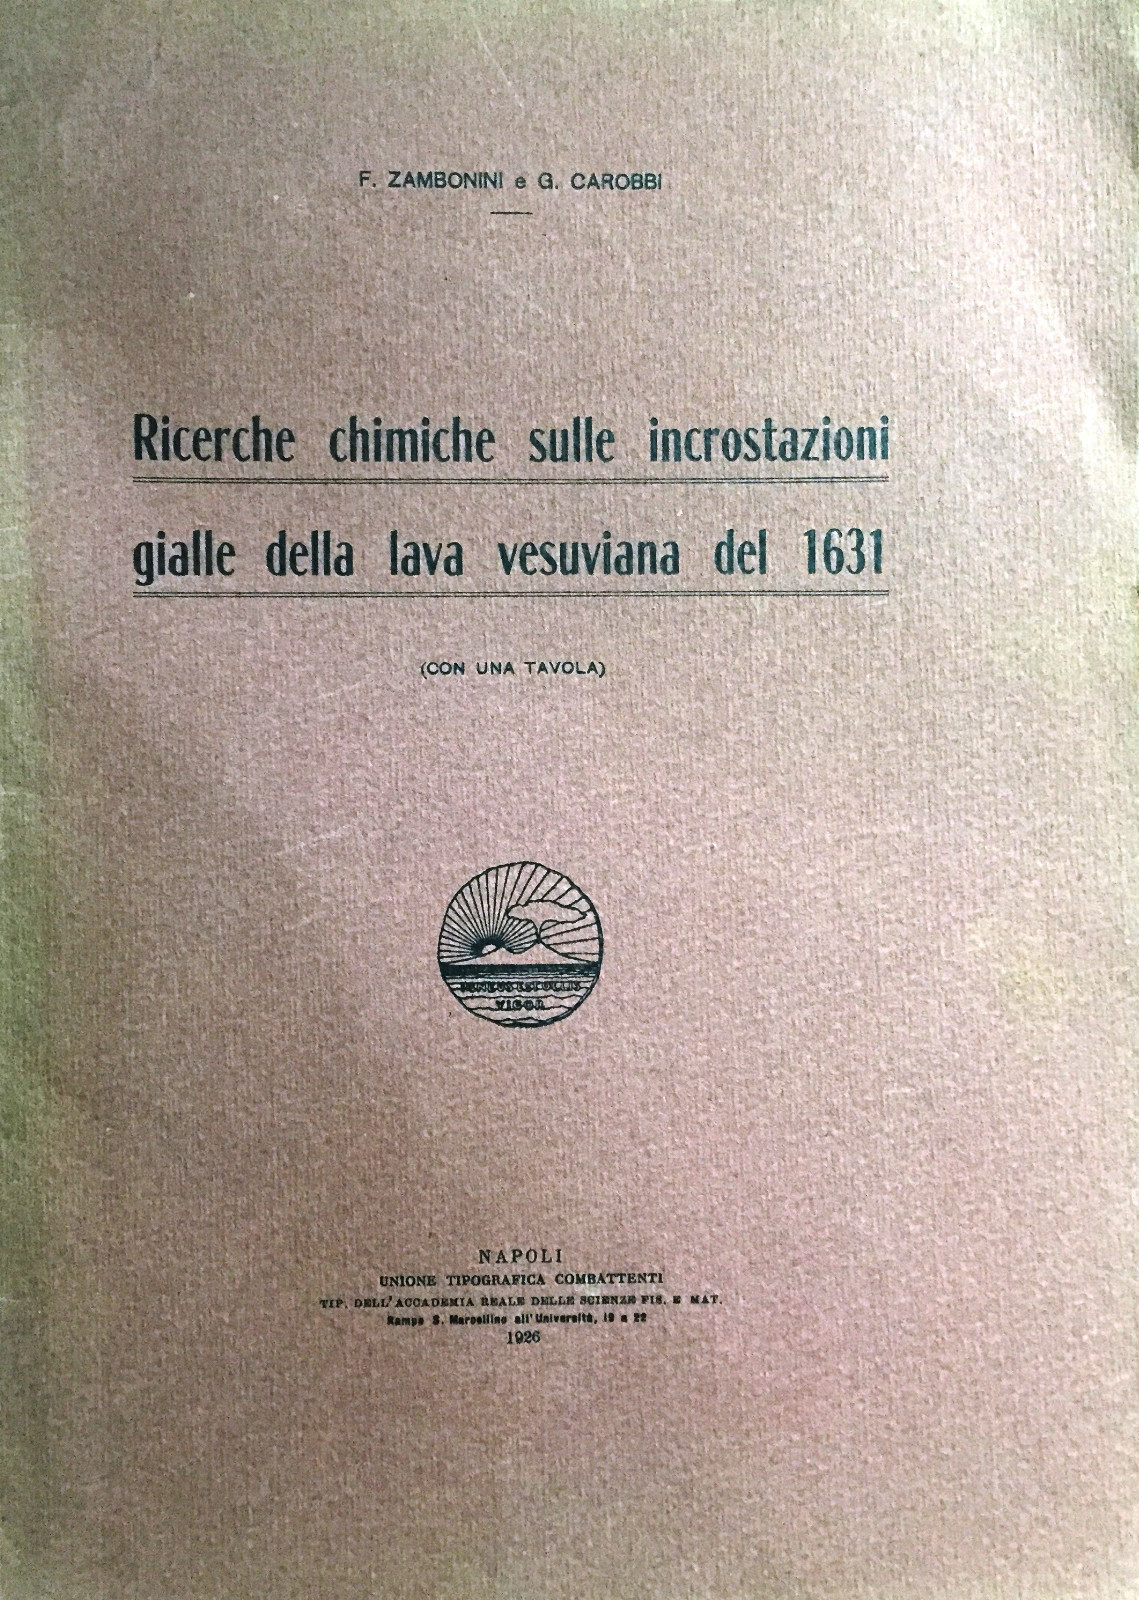 F. ZAMBONINI e G. CAROBBI
Ricerche chimiche sulle incrostazioni
gialle della lava vesuviana del 1631
(CON UNA TAVOLA)
VIGOR
NAPOLI
UNIONE TIPOGRAFICA COMBATTENTI
TIP. DELL'ACCADEMIA REALE DELLE SCIENZE FIS. E MAT.
Rampe S. Marcellino all'Università, 19 a 22
1926